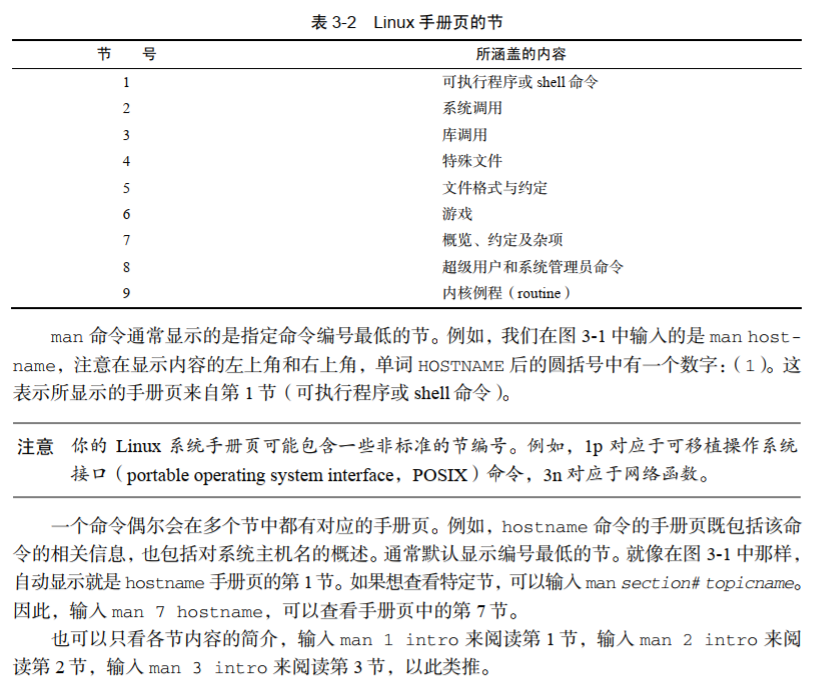 表 3-2 Linux 手册页的节
节 号 所涵盖的内容
1 可执行程序或 shell 命令
2 系统调用
3 库调用
4 特殊文件
5 文件格式与约定
6 游戏
7 概览、约定及杂项
8 超级用户和系统管理员命令
9 内核例程（routine）
man 命令通常显示的是指定命令编号最低的节。例如，我们在图 3-1 中输入的是 man host-
name，注意在显示内容的左上角和右上角，单词 HOSTNAME 后的圆括号中有一个数字：（1）。这
表示所显示的手册页来自第 1 节（可执行程序或 shell 命令）。
注意 你的 Linux 系统手册页可能包含一些非标准的节编号。例如，1p 对应于可移植操作系统
接口（portable operating system interface，POSIX）命令，3n 对应于网络函数。
一个命令偶尔会在多个节中都有对应的手册页。例如，hostname 命令的手册页既包括该命
令的相关信息，也包括对系统主机名的概述。通常默认显示编号最低的节。就像在图 3-1 中那样，
自动显示就是 hostname 手册页的第 1 节。如果想查看特定节，可以输入 man section# topicname。
因此，输入 man 7 hostname，可以查看手册页中的第 7 节。
也可以只看各节内容的简介，输入 man 1 intro 来阅读第 1 节，输入 man 2 intro 来阅
读第 2 节，输入 man 3 intro 来阅读第 3 节，以此类推。